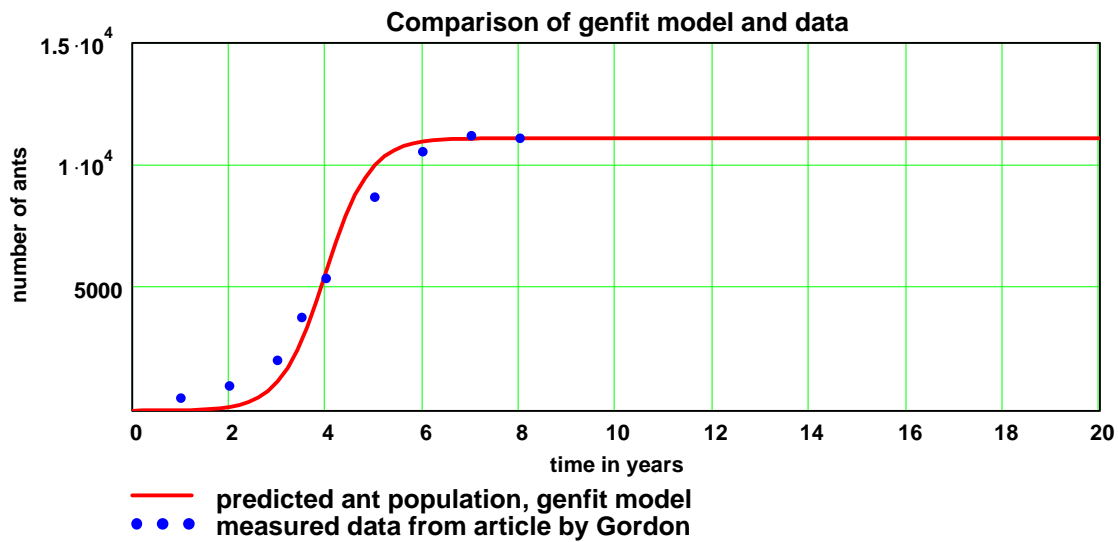 Comparison of genfit model and data
1.5·10⁴
1·10⁴
5000
number of ants
0 2 4 6 8 10 12 14 16 18 20
time in years
predicted ant population, genfit model
measured data from article by Gordon